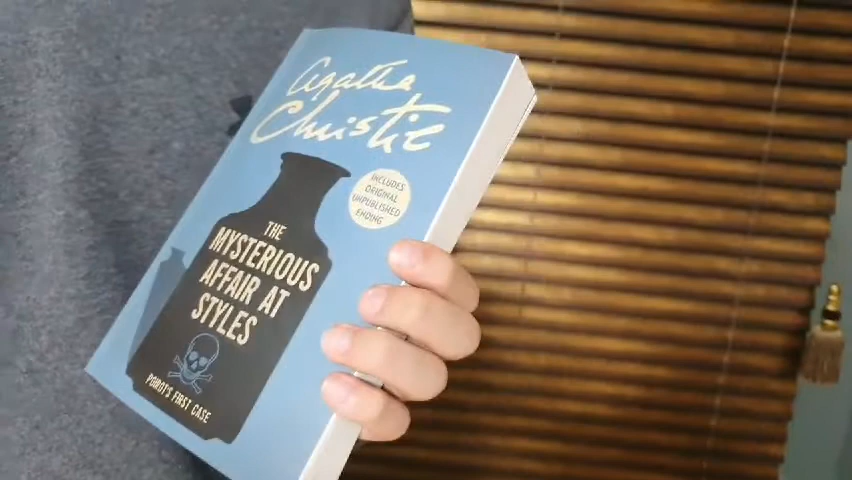 Agatha
Christie
INCLUDES
ORIGINAL
UNPUBLISHED
ENDING
THE
MYSTERIOUS
AFFAIR AT
STYLES
POIROT'S FIRST CASE